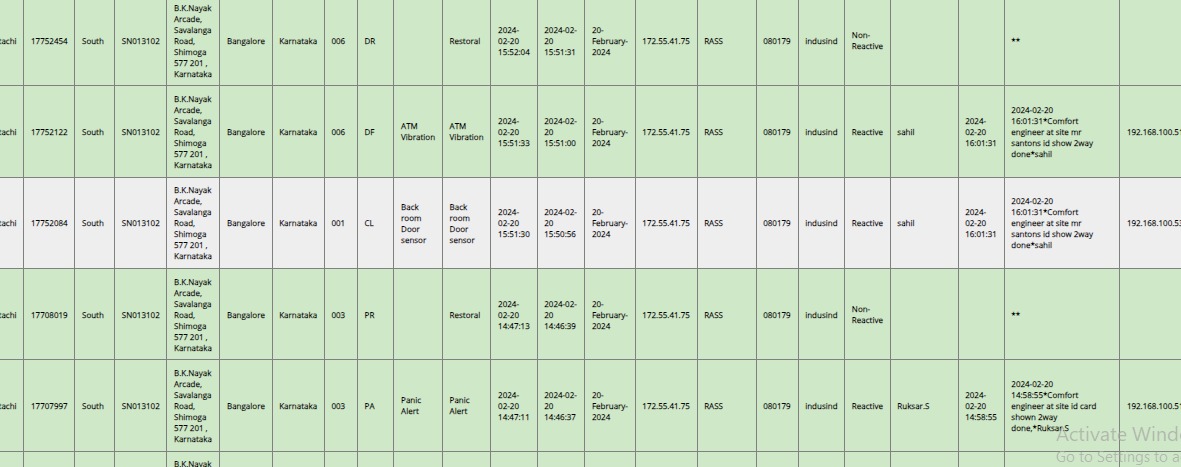 tachi 17752454 South SN013102 B.K.Nayak Arcade, Savalanga Road, Shimoga 577 201 , Karnataka Bangalore Karnataka 006 DR Restoral 2024-02-20 15:52:04 2024-02-20 15:51:31 20-February-2024 172.55.41.75 RASS 080179 indusind Non-Reactive **
tachi 17752122 South SN013102 B.K.Nayak Arcade, Savalanga Road, Shimoga 577 201 , Karnataka Bangalore Karnataka 006 DF ATM Vibration ATM Vibration 2024-02-20 15:51:33 2024-02-20 15:51:00 20-February-2024 172.55.41.75 RASS 080179 indusind Reactive sahil 2024-02-20 16:01:31 2024-02-20 16:01:31*Comfort engineer at site mr santons id show 2way done*sahil 192.168.100.51
tachi 17752084 South SN013102 B.K.Nayak Arcade, Savalanga Road, Shimoga 577 201 , Karnataka Bangalore Karnataka 001 CL Back room Door sensor Back room Door sensor 2024-02-20 15:51:30 2024-02-20 15:50:56 20-February-2024 172.55.41.75 RASS 080179 indusind Reactive sahil 2024-02-20 16:01:31 2024-02-20 16:01:31*Comfort engineer at site mr santons id show 2way done*sahil 192.168.100.53
tachi 17708019 South SN013102 B.K.Nayak Arcade, Savalanga Road, Shimoga 577 201 , Karnataka Bangalore Karnataka 003 PR Restoral 2024-02-20 14:47:13 2024-02-20 14:46:39 20-February-2024 172.55.41.75 RASS 080179 indusind Non-Reactive **
tachi 17707997 South SN013102 B.K.Nayak Arcade, Savalanga Road, Shimoga 577 201 , Karnataka Bangalore Karnataka 003 PA Panic Alert Panic Alert 2024-02-20 14:47:11 2024-02-20 14:46:37 20-February-2024 172.55.41.75 RASS 080179 indusind Reactive Ruksar.S 2024-02-20 14:58:55 2024-02-20 14:58:55*Comfort engineer at site id card shown 2way done,*Ruksar.S 192.168.100.51
B.K.Nayak
Activate Wind
Go to Settings to a